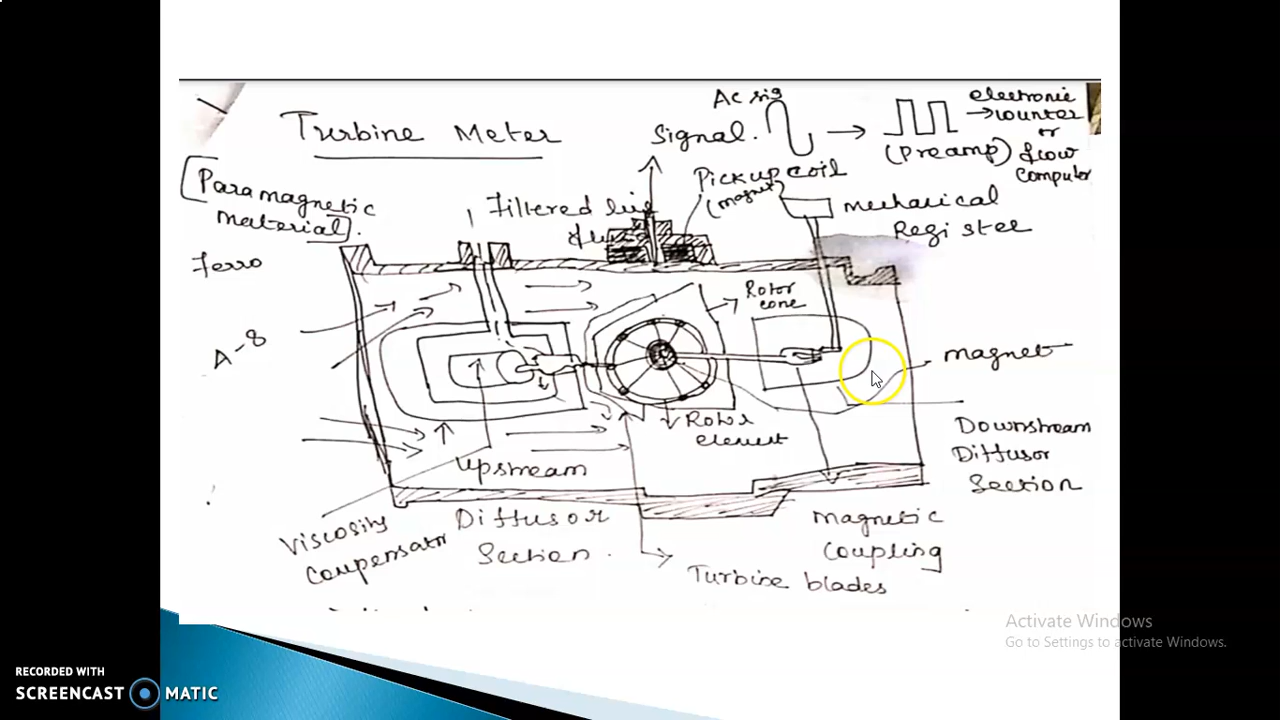 Turbine Meter
Ac sig
Signal.
(Preamp)
electronic
counter
or
flow
computer
Pickup coil
(magnet)
mechanical
Register
Paramagnetic
material
Ferro
A-8
Filtered
Rotor
cone
magnet
Rotor
element
Downstream
Diffusor
Section
upstream
Diffusor
Section.
Viscosity
compensator
Magnetic
coupling
Turbine blades
Activate Windows
Go to Settings to activate Windows.
RECORDED WITH
SCREENCAST MATIC